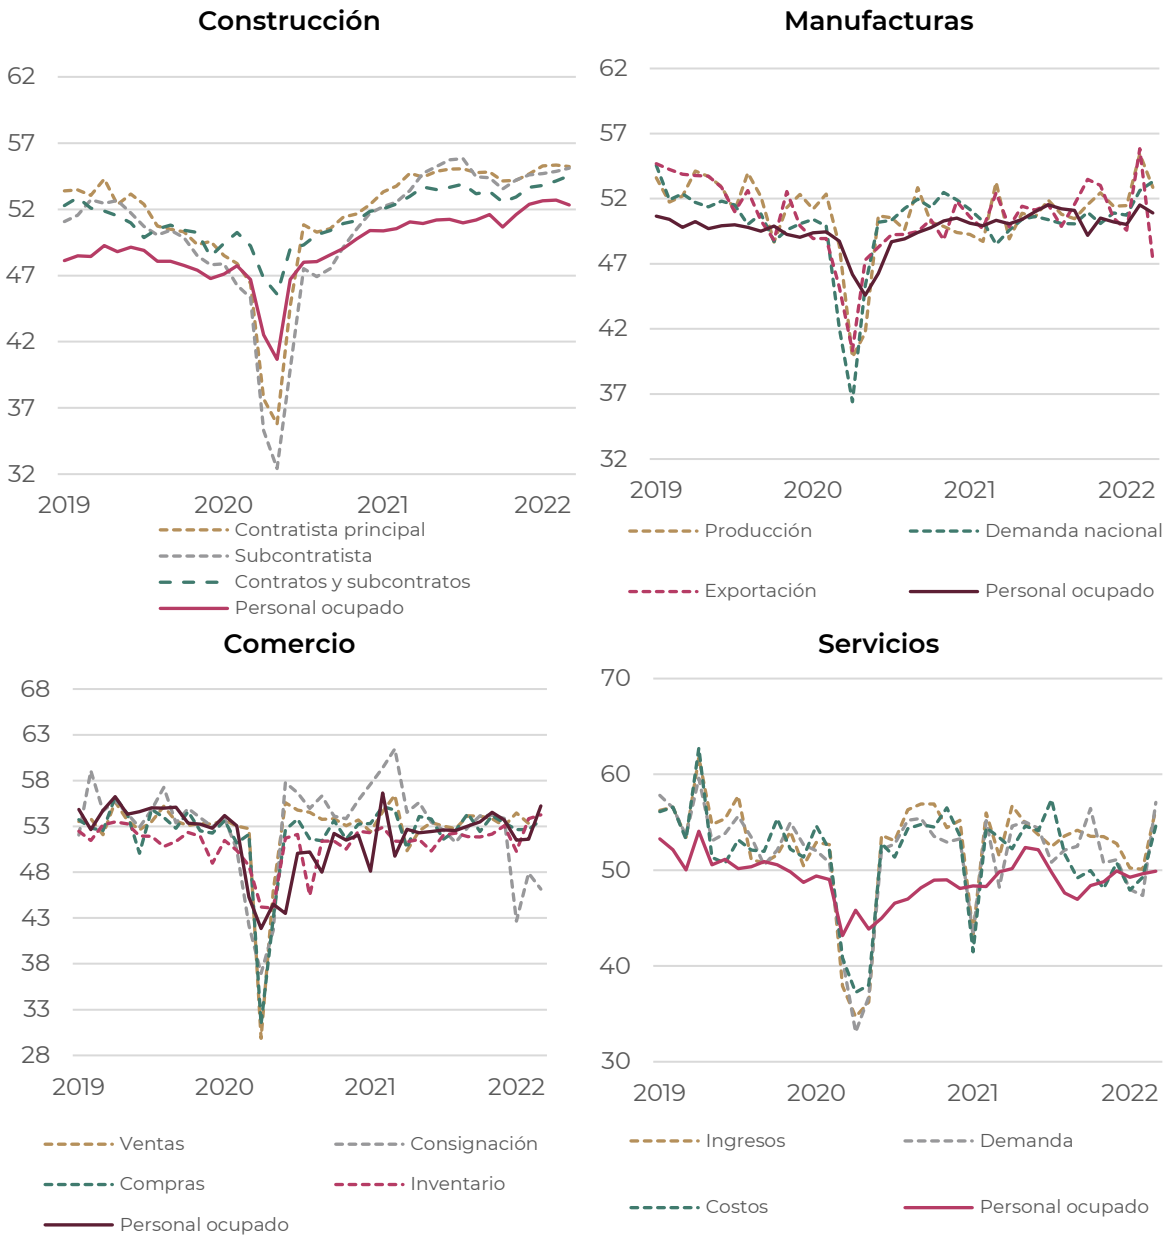 Construcción
62
57
52
47
42
37
32
2019 2020 2021 2022
Contratista principal
Subcontratista
Contratos y subcontratos
Personal ocupado
Manufacturas
62
57
52
47
42
37
32
2019 2020 2021 2022
Producción Demanda nacional
Exportación Personal ocupado
Comercio
68
63
58
53
48
43
38
33
28
2019 2020 2021 2022
Ventas Consignación
Compras Inventario
Personal ocupado
Servicios
70
60
50
40
30
2019 2020 2021 2022
Ingresos Demanda
Costos Personal ocupado